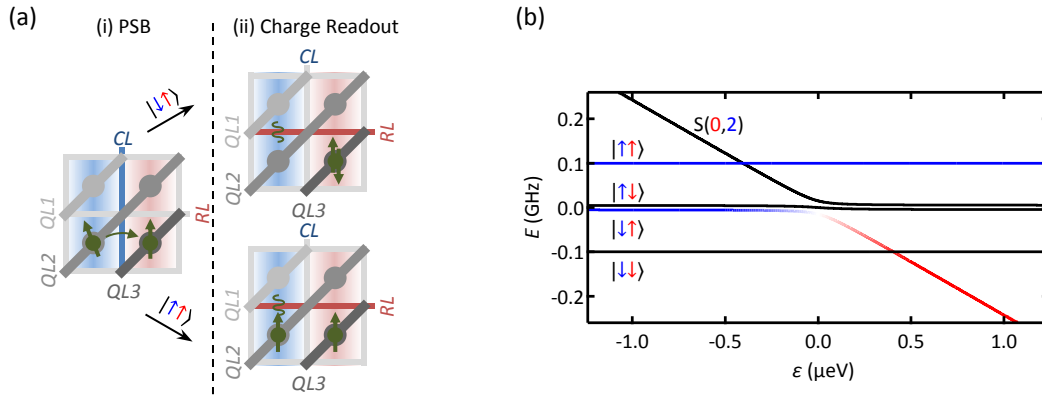 (a)
(i) PSB
(ii) Charge Readout
CL
QL1
RL
QL2
QL3
|↓↑⟩
CL
QL1
RL
QL2
QL3
|↑↑⟩
CL
QL1
RL
QL2
QL3
(b)
E (GHz)
0.2
0.1
0.0
-0.1
-0.2
S(0,2)
|↑↑⟩
|↑↓⟩
|↓↑⟩
|↓↓⟩
-1.0 -0.5 0.0 0.5 1.0
ε (μeV)